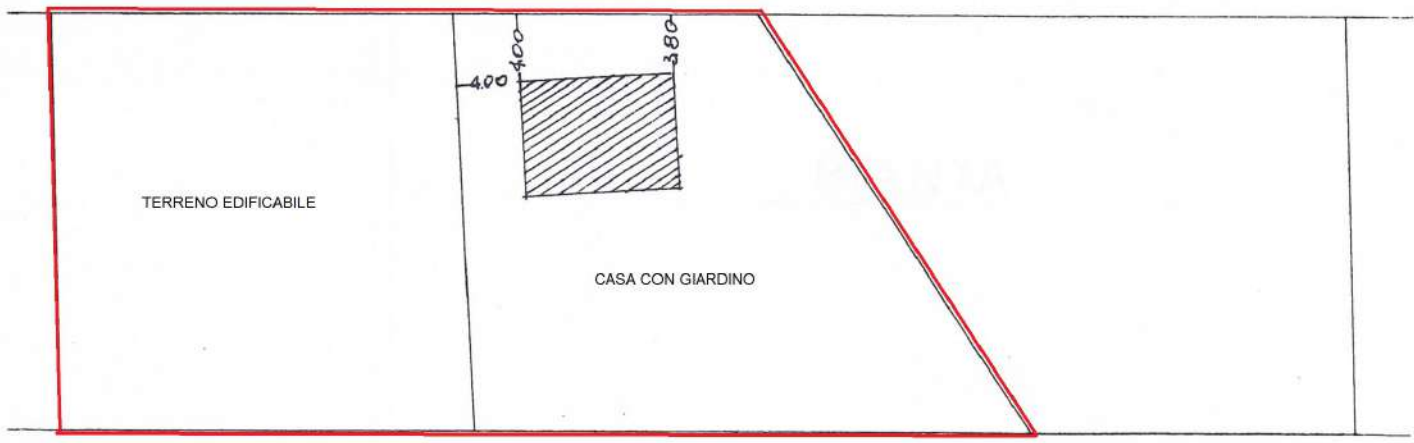 4.00
3.80
4.00
TERRENO EDIFICABILE
CASA CON GIARDINO